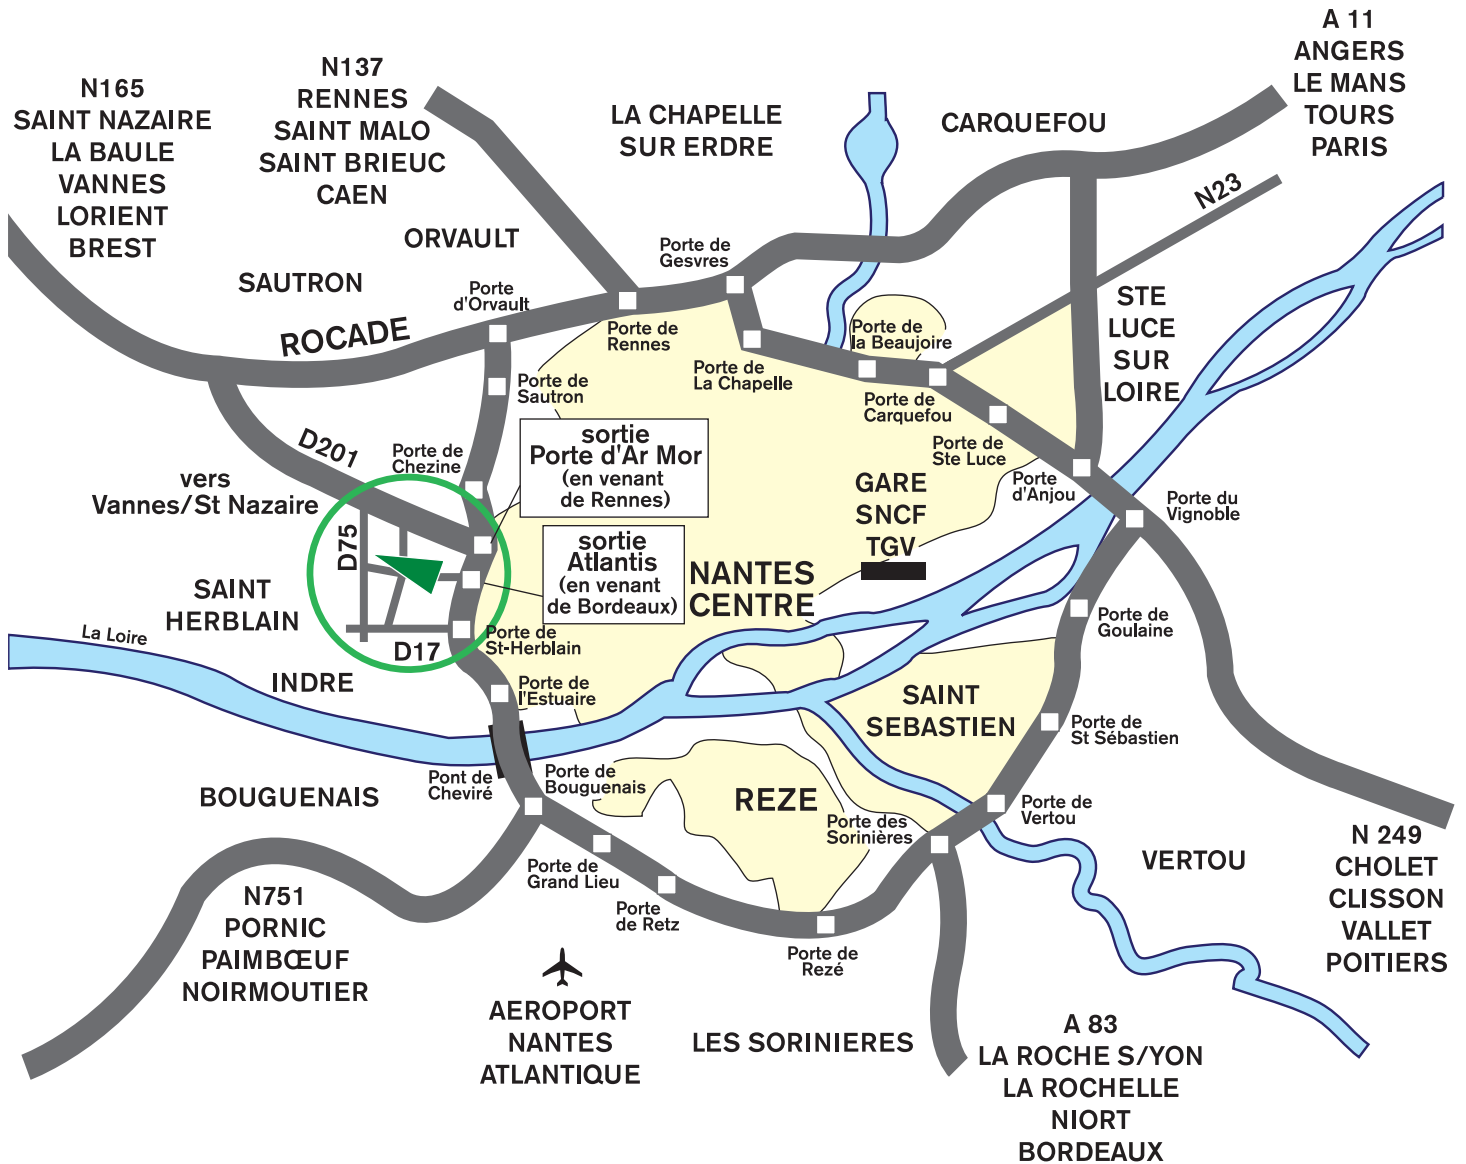 A 11
ANGERS
LE MANS
TOURS
PARIS
N137
RENNES
SAINT MALO
SAINT BRIEUC
CAEN
N165
SAINT NAZAIRE
LA BAULE
VANNES
LORIENT
BREST
LA CHAPELLE
SUR ERDRE
CARQUEFOU
N23
ORVAULT
Porte de
Gesvres
SAUTRON
Porte
d'Orvault
ROCADE
Porte de
Rennes
Porte de
la Beaujoire
STE
LUCE
SUR
LOIRE
Porte de
La Chapelle
Porte de
Sautron
Porte de
Carquefou
D201
Porte de
Chezine
sortie
Porte d'Ar Mor
(en venant
de Rennes)
Porte de
Ste Luce
Porte
d'Anjou
vers
Vannes/St Nazaire
GARE
SNCF
TGV
Porte du
Vignoble
D75
sortie
Atlantis
(en venant
de Bordeaux)
NANTES
CENTRE
SAINT
HERBLAIN
Porte de
Goulaine
La Loire
D17
Porte de
St-Herblain
INDRE
Porte de
l'Estuaire
SAINT
SEBASTIEN
Porte de
St Sébastien
Pont de
Cheviré
Porte de
Bouguenais
BOUGUENAIS
REZE
Porte des
Sorinières
Porte de
Vertou
VERTOU
N 249
CHOLET
CLISSON
VALLET
POITIERS
Porte de
Grand Lieu
N751
PORNIC
PAIMBŒUF
NOIRMOUTIER
Porte
de Retz
Porte de
Rezé
AEROPORT
NANTES
ATLANTIQUE
LES SORINIERES
A 83
LA ROCHE S/YON
LA ROCHELLE
NIORT
BORDEAUX